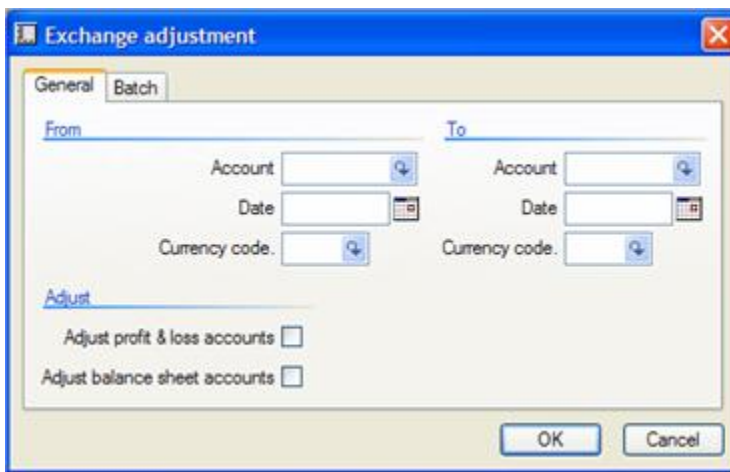 Exchange adjustment
General Batch
From To
Account Account
Date Date
Currency code. Currency code.
Adjust
Adjust profit & loss accounts
Adjust balance sheet accounts
OK Cancel